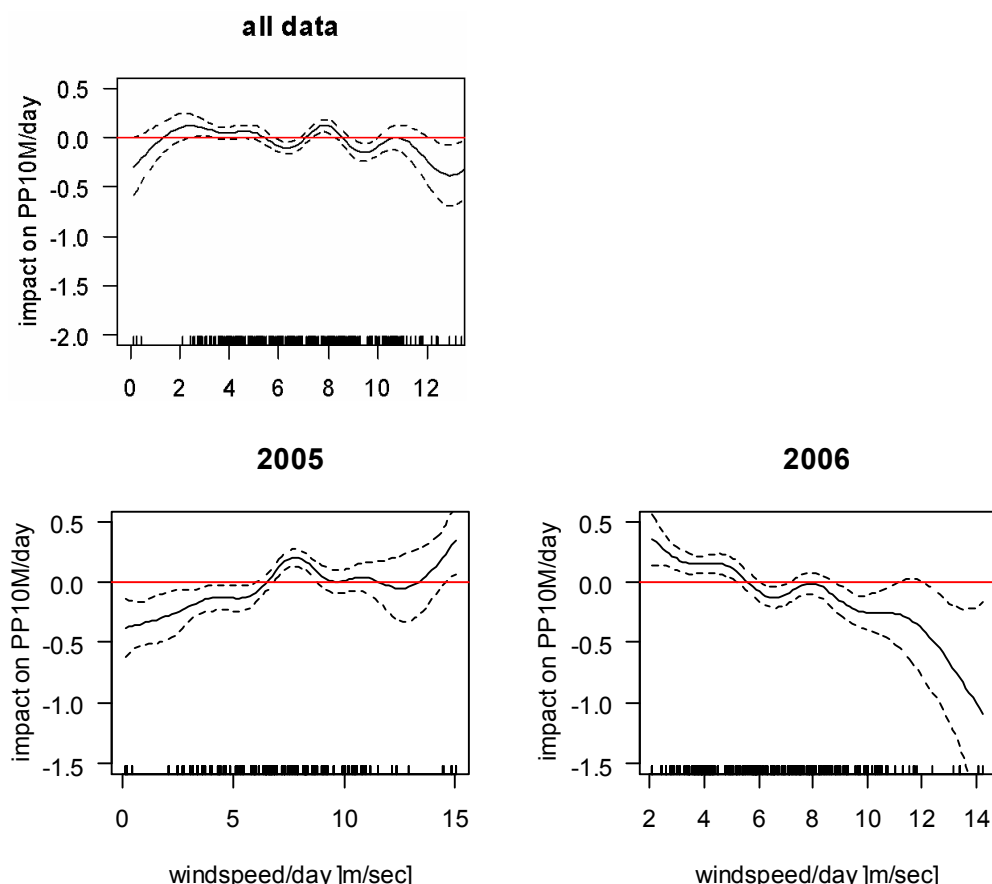 all data
impact on PP10M/day
0.5
0.0
-0.5
-1.0
-1.5
-2.0
0 2 4 6 8 10 12
2005
impact on PP10M/day
0.5
0.0
-0.5
-1.0
-1.5
0 5 10 15
windspeed/day ]m/sec]
2006
impact on PP10M/day
0.5
0.0
-0.5
-1.0
-1.5
2 4 6 8 10 12 14
windspeed/day ]m/sec]